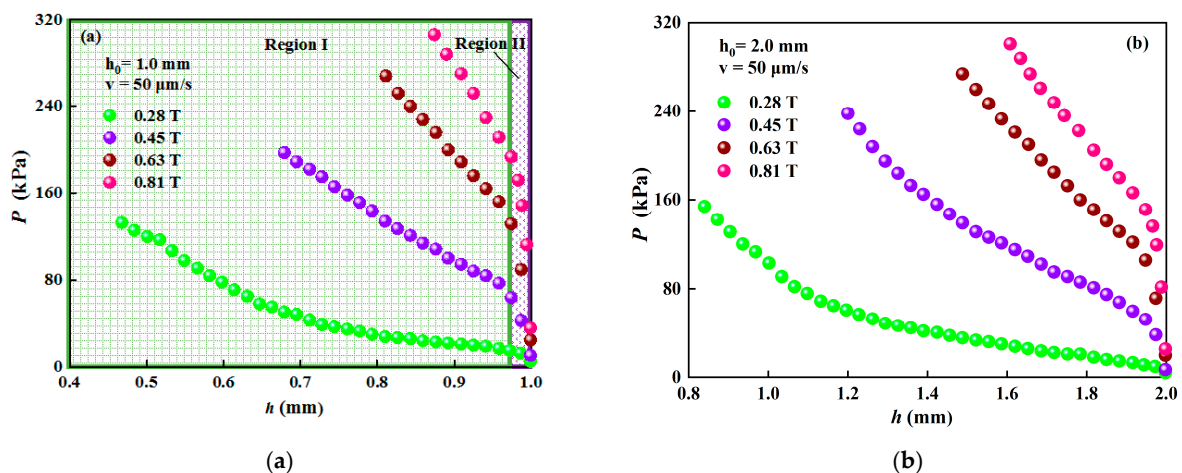 (a)
Region I
Region II
h₀= 1.0 mm
v = 50 μm/s
0.28 T
0.45 T
0.63 T
0.81 T
P (kPa)
320
240
160
80
0
0.4 0.5 0.6 0.7 0.8 0.9 1.0
h (mm)
(a)
(b)
h₀= 2.0 mm
v = 50 μm/s
0.28 T
0.45 T
0.63 T
0.81 T
P (kPa)
320
240
160
80
0
0.8 1.0 1.2 1.4 1.6 1.8 2.0
h (mm)
(b)